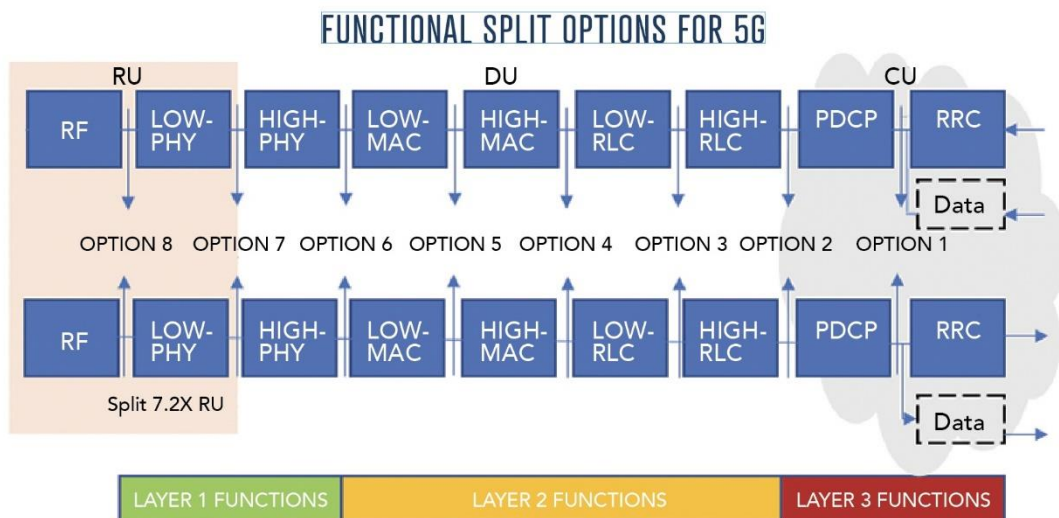 FUNCTIONAL SPLIT OPTIONS FOR 5G
RU
DU
CU
RF
LOW-
PHY
HIGH-
PHY
LOW-
MAC
HIGH-
MAC
LOW-
RLC
HIGH-
RLC
PDCP
RRC
Data
OPTION 8
OPTION 7
OPTION 6
OPTION 5
OPTION 4
OPTION 3
OPTION 2
OPTION 1
RF
LOW-
PHY
HIGH-
PHY
LOW-
MAC
HIGH-
MAC
LOW-
RLC
HIGH-
RLC
PDCP
RRC
Split 7.2X RU
Data
LAYER 1 FUNCTIONS
LAYER 2 FUNCTIONS
LAYER 3 FUNCTIONS